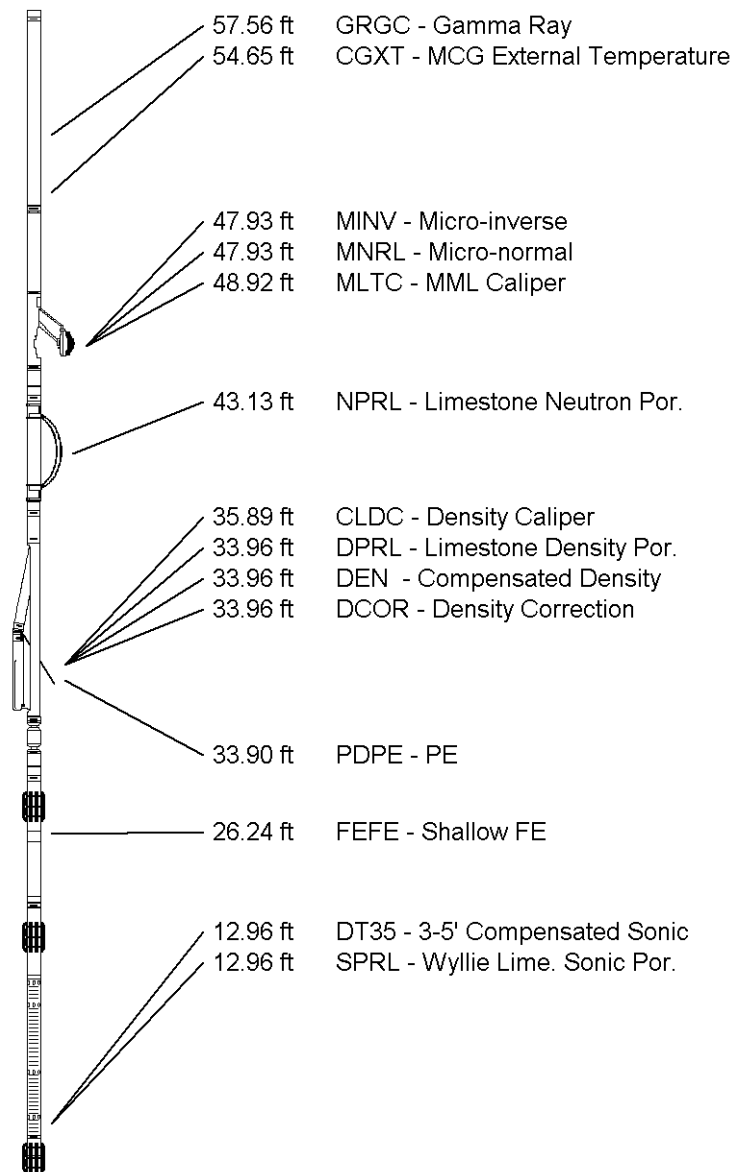 57.56 ft GRGC - Gamma Ray
54.65 ft CGXT - MCG External Temperature
47.93 ft MINV - Micro-inverse
47.93 ft MNRL - Micro-normal
48.92 ft MLTC - MML Caliper
43.13 ft NPRL - Limestone Neutron Por.
35.89 ft CLDC - Density Caliper
33.96 ft DPRL - Limestone Density Por.
33.96 ft DEN - Compensated Density
33.96 ft DCOR - Density Correction
33.90 ft PDPE - PE
26.24 ft FEFE - Shallow FE
12.96 ft DT35 - 3-5' Compensated Sonic
12.96 ft SPRL - Wyllie Lime. Sonic Por.